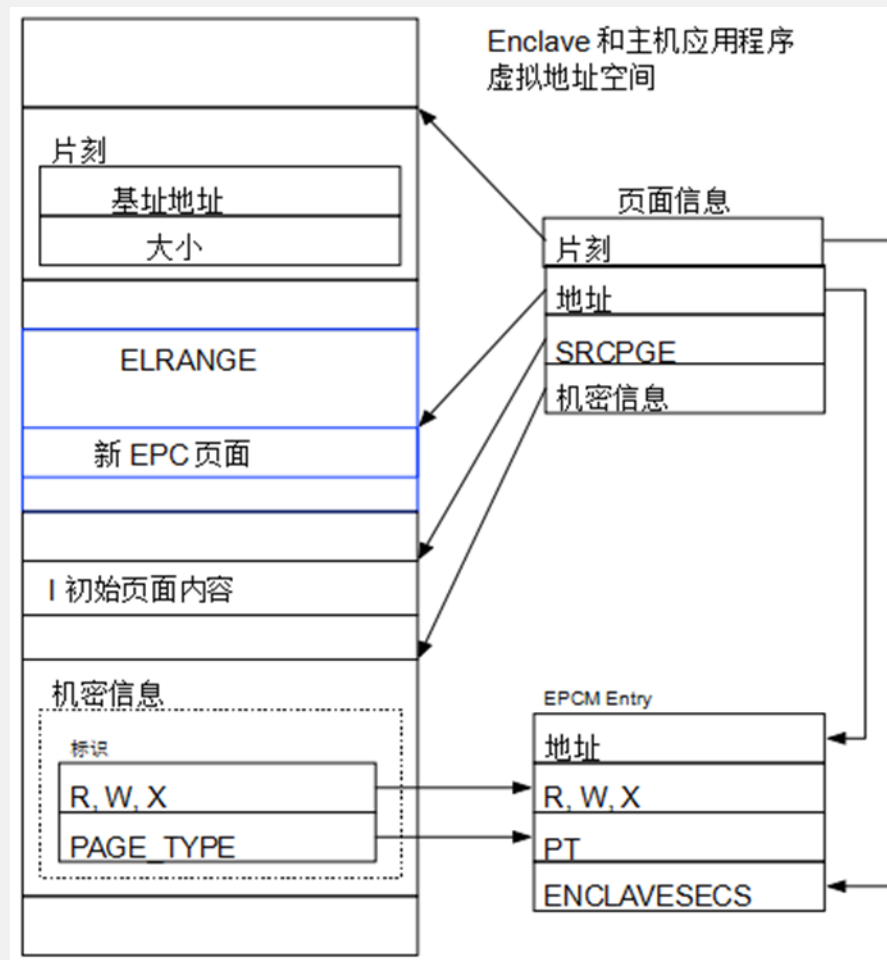 Enclave 和主机应用程序
虚拟地址空间
片刻
基址地址
大小
ELRANGE
新 EPC 页面
I 初始页面内容
机密信息
标识
R, W, X
PAGE_TYPE
页面信息
片刻
地址
SRCPGE
机密信息
EPCM Entry
地址
R, W, X
PT
ENCLAVESECS